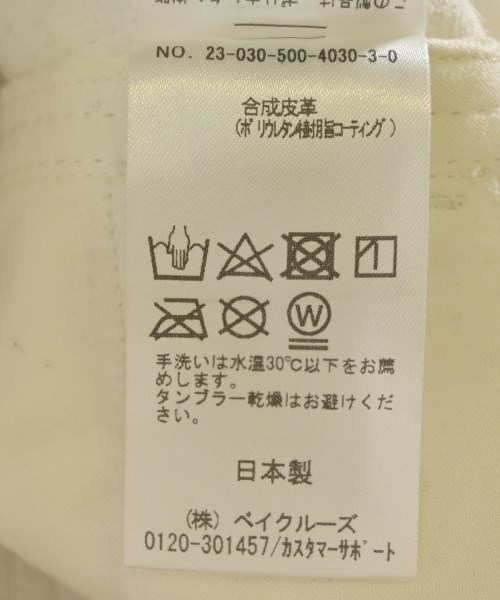 NO. 23-030-500-4030-3-0
合成皮革
(ポリウレタン樹脂コーティング)
W
手洗いは水温30℃以下をお薦
めします。
タンブラー乾燥はお避けくだ
さい。
日本製
(株) ベイクルーズ
0120-301457/カスタマーサポート